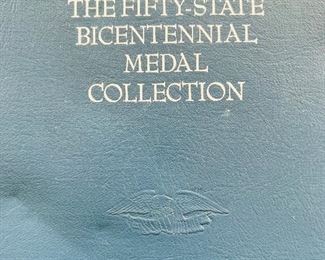 THE FIFTY-STATE
BICENTENNIAL
MEDAL
COLLECTION